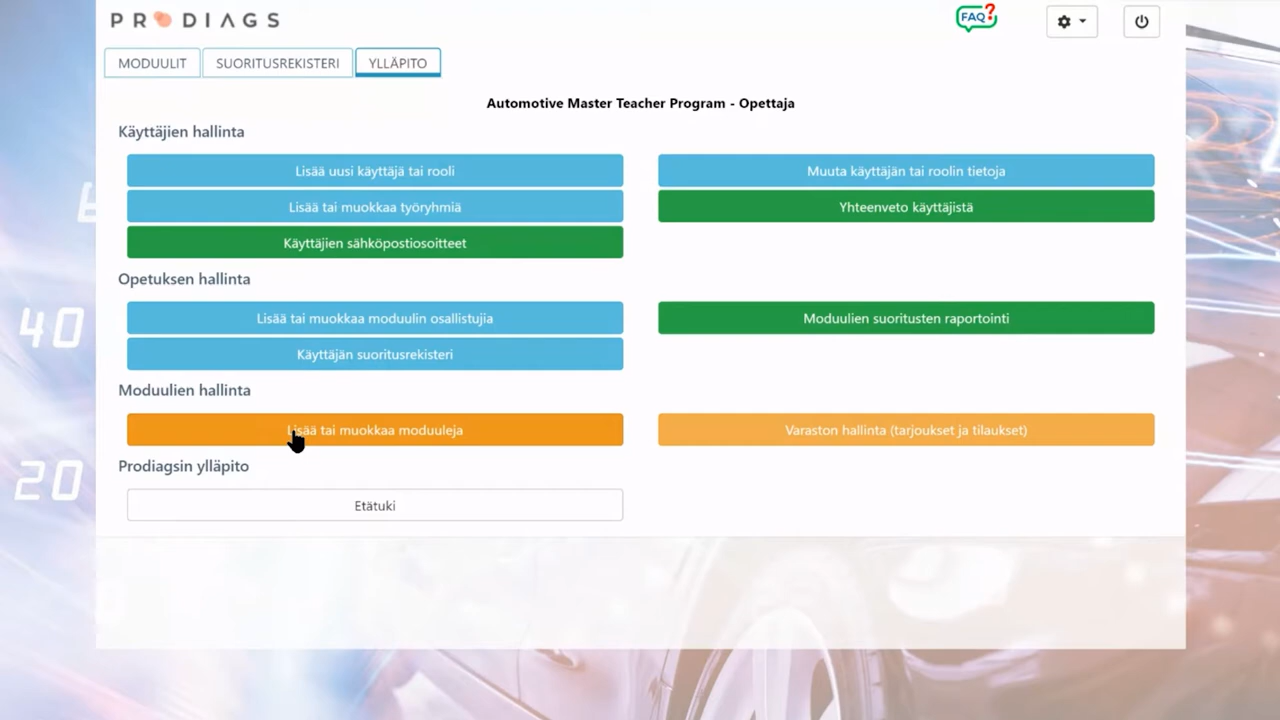 PRODIAGS
FAQ?
MODUULIT
SUORITUSREKISTERI
YLLÄPITO
Automotive Master Teacher Program - Opettaja
Käyttäjien hallinta
Lisää uusi käyttäjä tai rooli
Muuta käyttäjän tai roolin tietoja
Lisää tai muokkaa työryhmiä
Yhteenveto käyttäjistä
Käyttäjien sähköpostiosoitteet
Opetuksen hallinta
Lisää tai muokkaa moduulin osallistujia
Moduulien suoritusten raportointi
Käyttäjän suoritusrekisteri
40
Moduulien hallinta
Lisää tai muokkaa moduuleja
Varaston hallinta (tarjoukset ja tilaukset)
Prodiagsin ylläpito
20
Etätuki